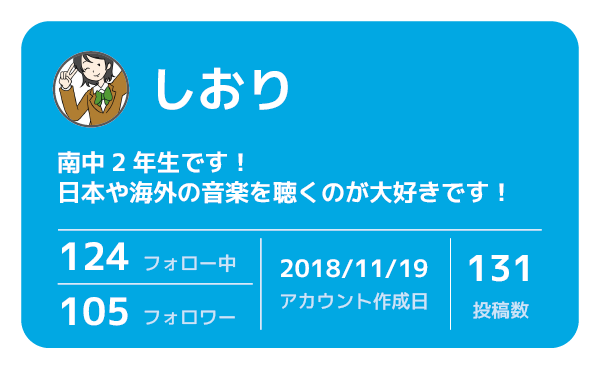 しおり
南中2年生です！
日本や海外の音楽を聴くのが大好きです！
124 フォロー中
105 フォロワー
2018/11/19
アカウント作成日
131
投稿数